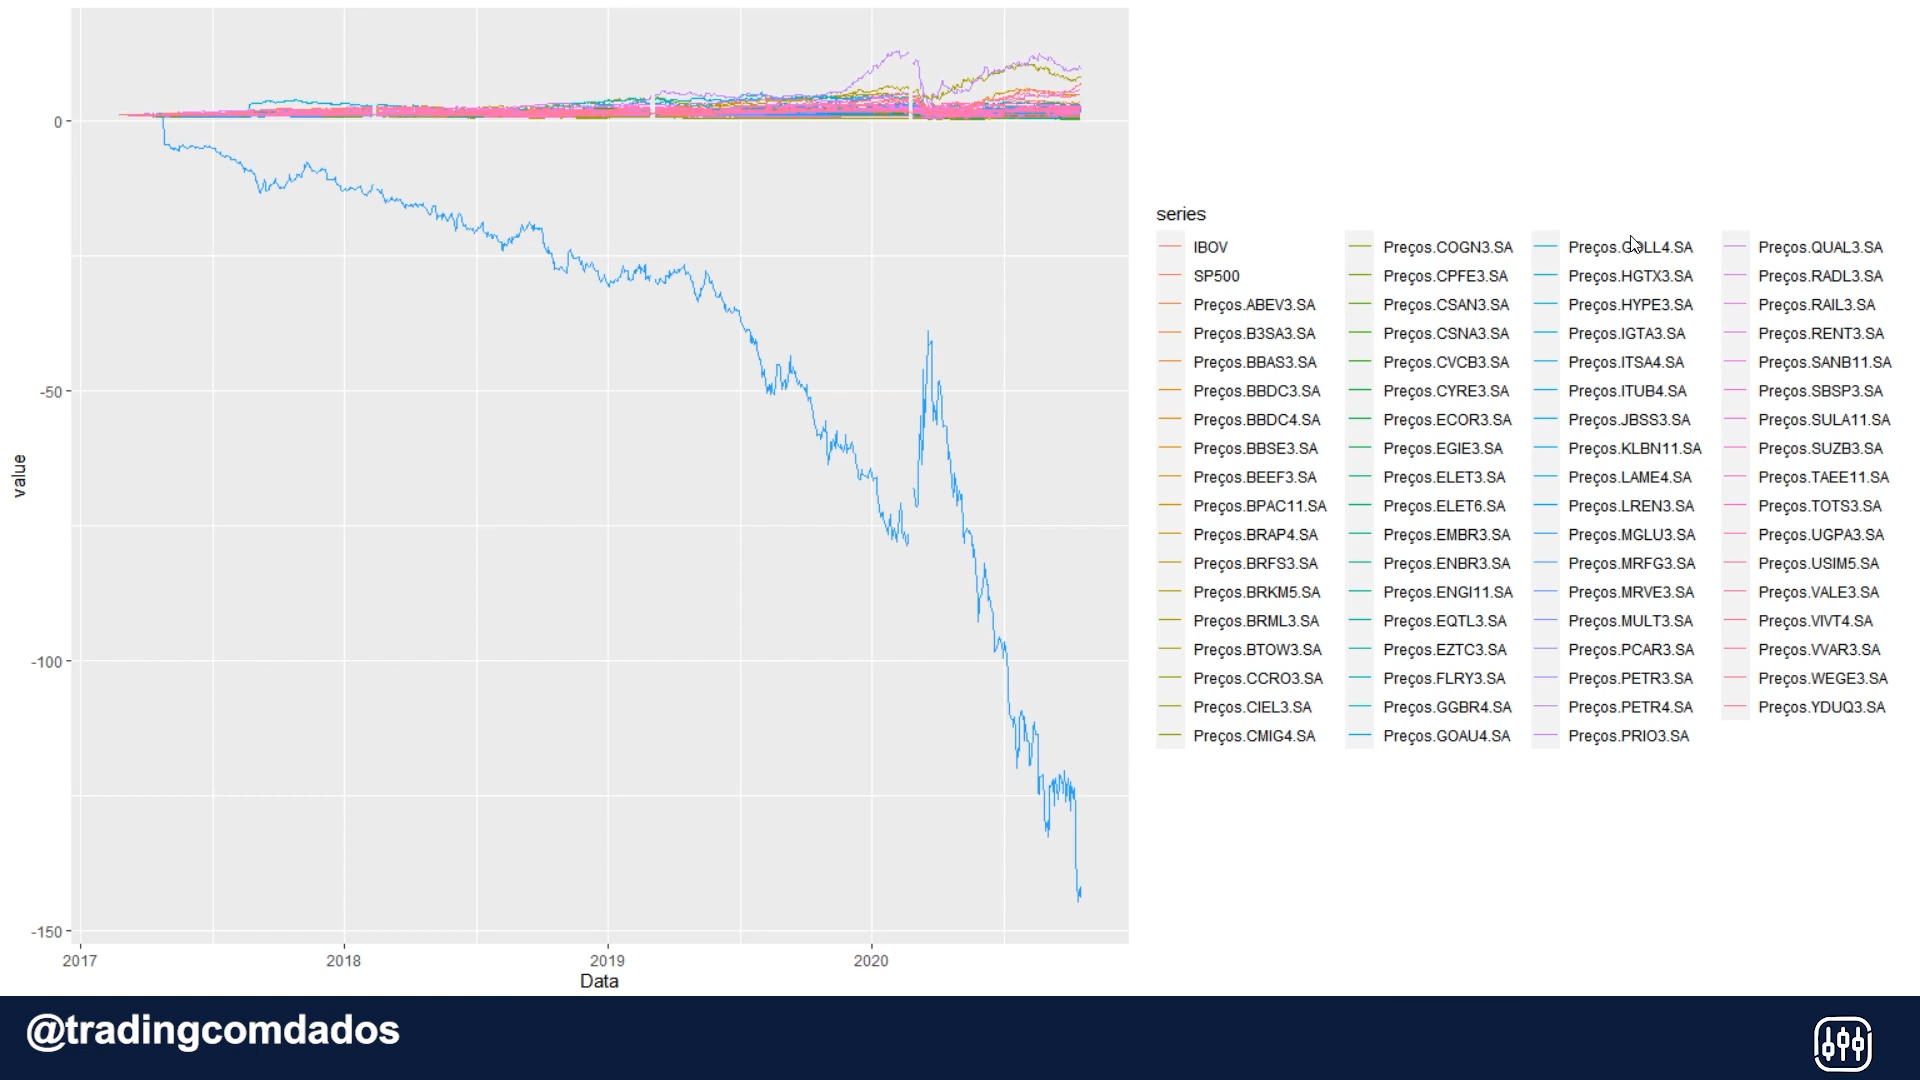 0
-50
-100
-150
value
2017
2018
2019
2020
Data
series
IBOV
SP500
Preços.ABEV3.SA
Preços.B3SA3.SA
Preços.BBAS3.SA
Preços.BBDC3.SA
Preços.BBDC4.SA
Preços.BBSE3.SA
Preços.BEEF3.SA
Preços.BPAC11.SA
Preços.BRAP4.SA
Preços.BRFS3.SA
Preços.BRKM5.SA
Preços.BRML3.SA
Preços.BTOW3.SA
Preços.CCRO3.SA
Preços.CIEL3.SA
Preços.CMIG4.SA
Preços.COGN3.SA
Preços.CPFE3.SA
Preços.CSAN3.SA
Preços.CSNA3.SA
Preços.CVCB3.SA
Preços.CYRE3.SA
Preços.ECOR3.SA
Preços.EGIE3.SA
Preços.ELET3.SA
Preços.ELET6.SA
Preços.EMBR3.SA
Preços.ENBR3.SA
Preços.ENGI11.SA
Preços.EQTL3.SA
Preços.EZTC3.SA
Preços.FLRY3.SA
Preços.GGBR4.SA
Preços.GOAU4.SA
Preços.GOLL4.SA
Preços.HGTX3.SA
Preços.HYPE3.SA
Preços.IGTA3.SA
Preços.ITSA4.SA
Preços.ITUB4.SA
Preços.JBSS3.SA
Preços.KLBN11.SA
Preços.LAME4.SA
Preços.LREN3.SA
Preços.MGLU3.SA
Preços.MRFG3.SA
Preços.MRVE3.SA
Preços.MULT3.SA
Preços.PCAR3.SA
Preços.PETR3.SA
Preços.PETR4.SA
Preços.PRIO3.SA
Preços.QUAL3.SA
Preços.RADL3.SA
Preços.RAIL3.SA
Preços.RENT3.SA
Preços.SANB11.SA
Preços.SBSP3.SA
Preços.SULA11.SA
Preços.SUZB3.SA
Preços.TAEE11.SA
Preços.TOTS3.SA
Preços.UGPA3.SA
Preços.USIM5.SA
Preços.VALE3.SA
Preços.VIVT4.SA
Preços.VVAR3.SA
Preços.WEGE3.SA
Preços.YDUQ3.SA
@tradingcomdados